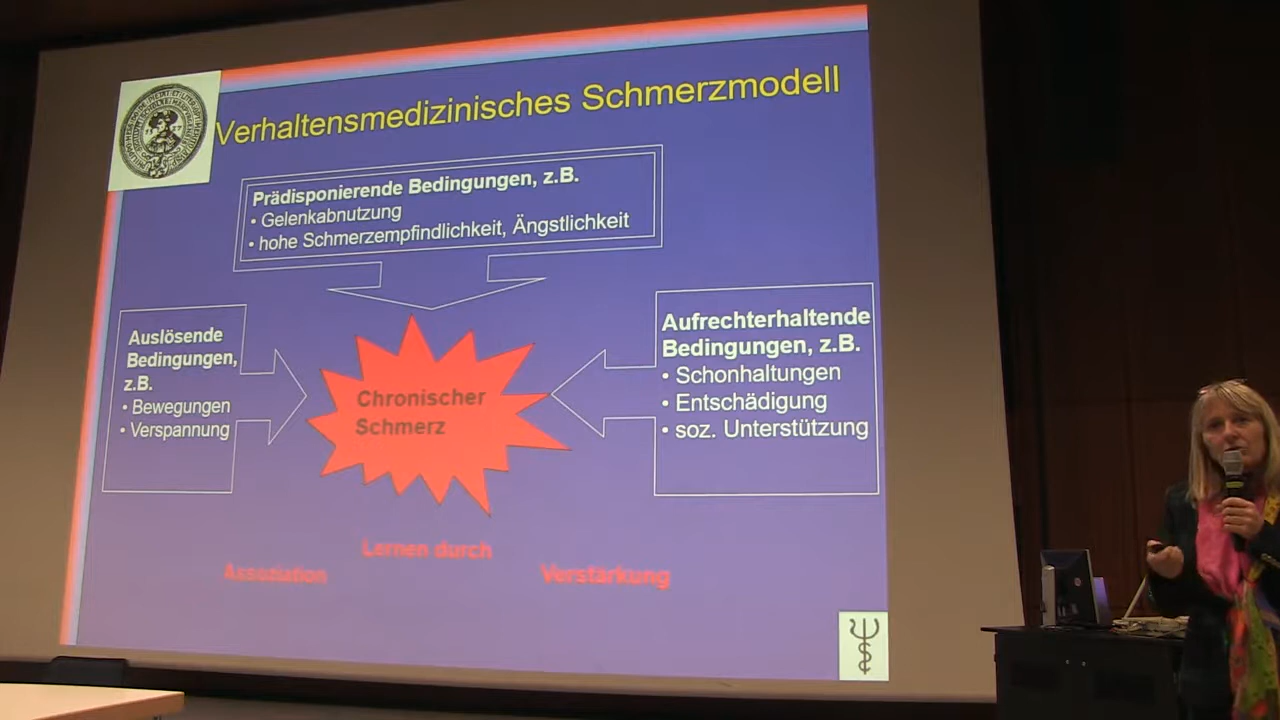 Verhaltensmedizinisches Schmerzmodell
Prädisponierende Bedingungen, z.B.
• Gelenkabnutzung
• hohe Schmerzempfindlichkeit, Ängstlichkeit
Auslösende
Bedingungen,
z.B.
• Bewegungen
• Verspannung
Chronischer
Schmerz
Aufrechterhaltende
Bedingungen, z.B.
• Schonhaltungen
• Entschädigung
• soz. Unterstützung
Lernen durch
Assoziation
Verstärkung